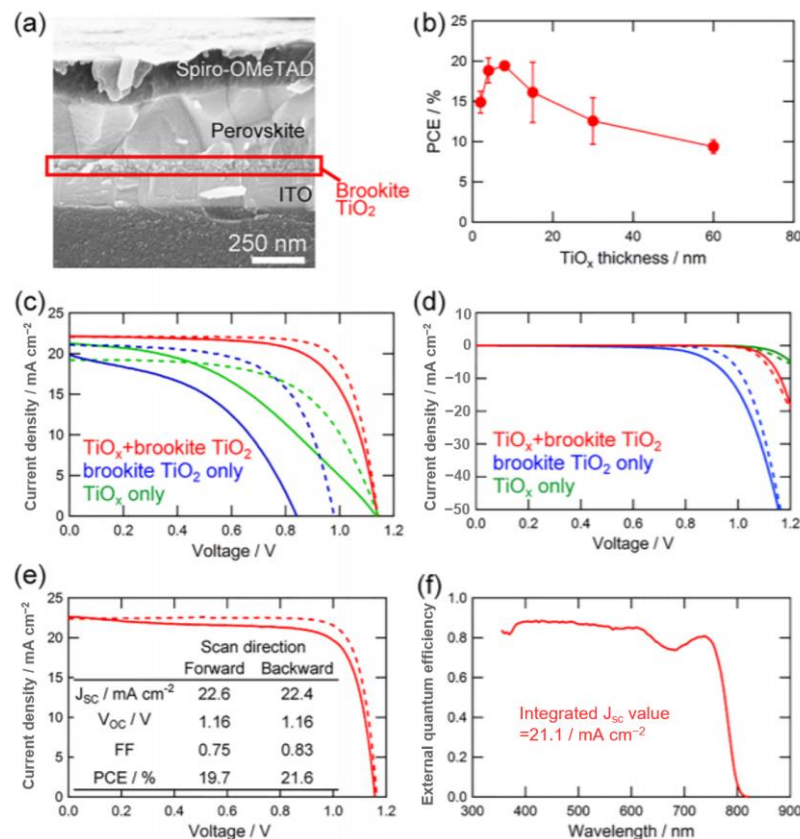 (a)
Spiro-OMeTAD
Perovskite
ITO
Brookite
TiO₂
250 nm
(b)
PCE / %
25
20
15
10
5
0
0 20 40 60 80
TiOₓ thickness / nm
(c)
Current density / mA cm⁻²
25
20
15
10
5
0
TiOₓ+brookite TiO₂
brookite TiO₂ only
TiOₓ only
0.0 0.2 0.4 0.6 0.8 1.0 1.2
Voltage / V
(d)
Current density / mA cm⁻²
10
0
−10
−20
−30
−40
−50
TiOₓ+brookite TiO₂
brookite TiO₂ only
TiOₓ only
0.0 0.2 0.4 0.6 0.8 1.0 1.2
Voltage / V
(e)
Current density / mA cm⁻²
25
20
15
10
5
0
Scan direction
Forward Backward
J_SC / mA cm⁻² 22.6 22.4
V_OC / V 1.16 1.16
FF 0.75 0.83
PCE / % 19.7 21.6
0.0 0.2 0.4 0.6 0.8 1.0 1.2
Voltage / V
(f)
External quantum efficiency
1.0
0.8
0.6
0.4
0.2
0.0
Integrated J_sc value
=21.1 / mA cm⁻²
300 400 500 600 700 800 900
Wavelength / nm